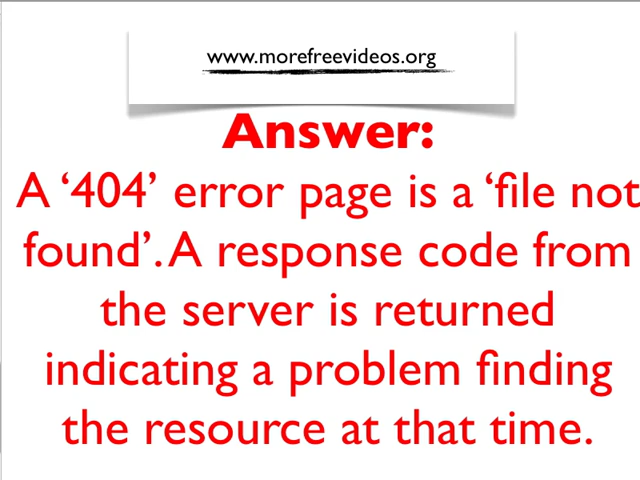 www.morefreevideos.org
Answer:
A ‘404’ error page is a ‘file not
found’. A response code from
the server is returned
indicating a problem finding
the resource at that time.